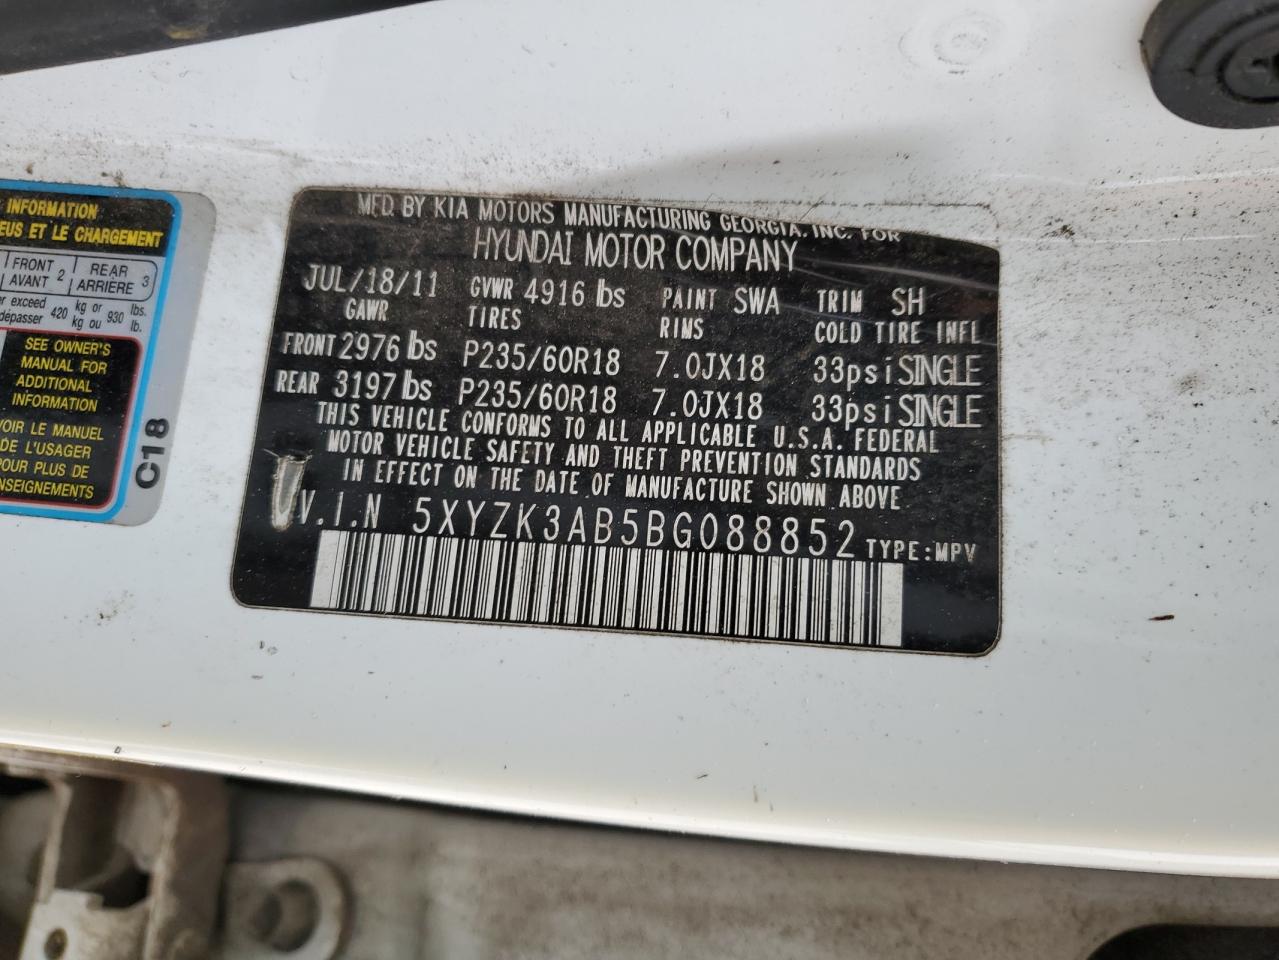 INFORMATION
EUS ET LE CHARGEMENT
FRONT 2 REAR 3
AVANT ARRIERE
exceed 420 kg or 930 lbs.
dépasser kg ou lb.
SEE OWNER'S
MANUAL FOR
ADDITIONAL
INFORMATION
VOIR LE MANUEL
DE L'USAGER
POUR PLUS DE
NSEIGNEMENTS
C18
MFD BY KIA MOTORS MANUFACTURING GEORGIA, INC. FOR
HYUNDAI MOTOR COMPANY
JUL/18/11 GVWR 4916 lbs PAINT SWA TRIM SH
GAWR TIRES RIMS COLD TIRE INFL
FRONT 2976 lbs P235/60R18 7.0JX18 33psi SINGLE
REAR 3197 lbs P235/60R18 7.0JX18 33psi SINGLE
THIS VEHICLE CONFORMS TO ALL APPLICABLE U.S.A. FEDERAL
MOTOR VEHICLE SAFETY AND THEFT PREVENTION STANDARDS
IN EFFECT ON THE DATE OF MANUFACTURE SHOWN ABOVE
V.I.N 5XYZK3AB5BG088852 TYPE:MPV